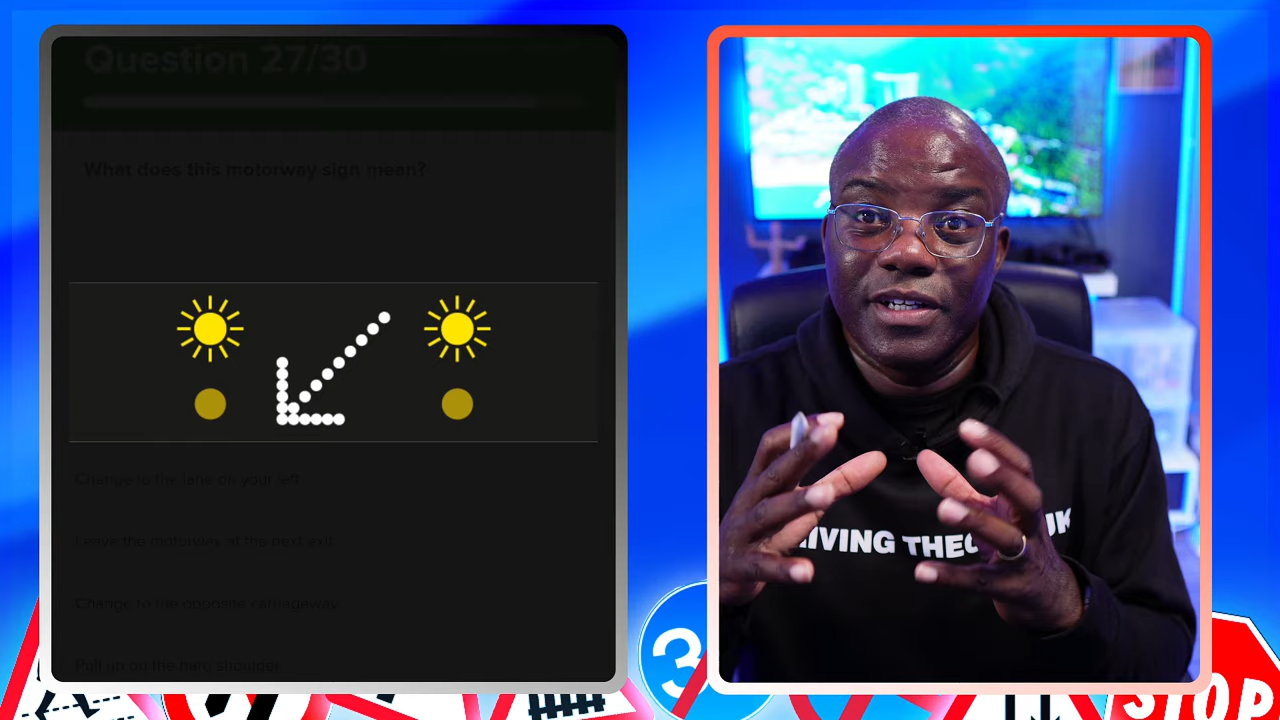 Question 27/30
What does this motorway sign mean?
Change to the lane on your left
Leave the motorway at the next exit
Change to the opposite carriageway
Pull up on the hard shoulder
UK
STOP
3